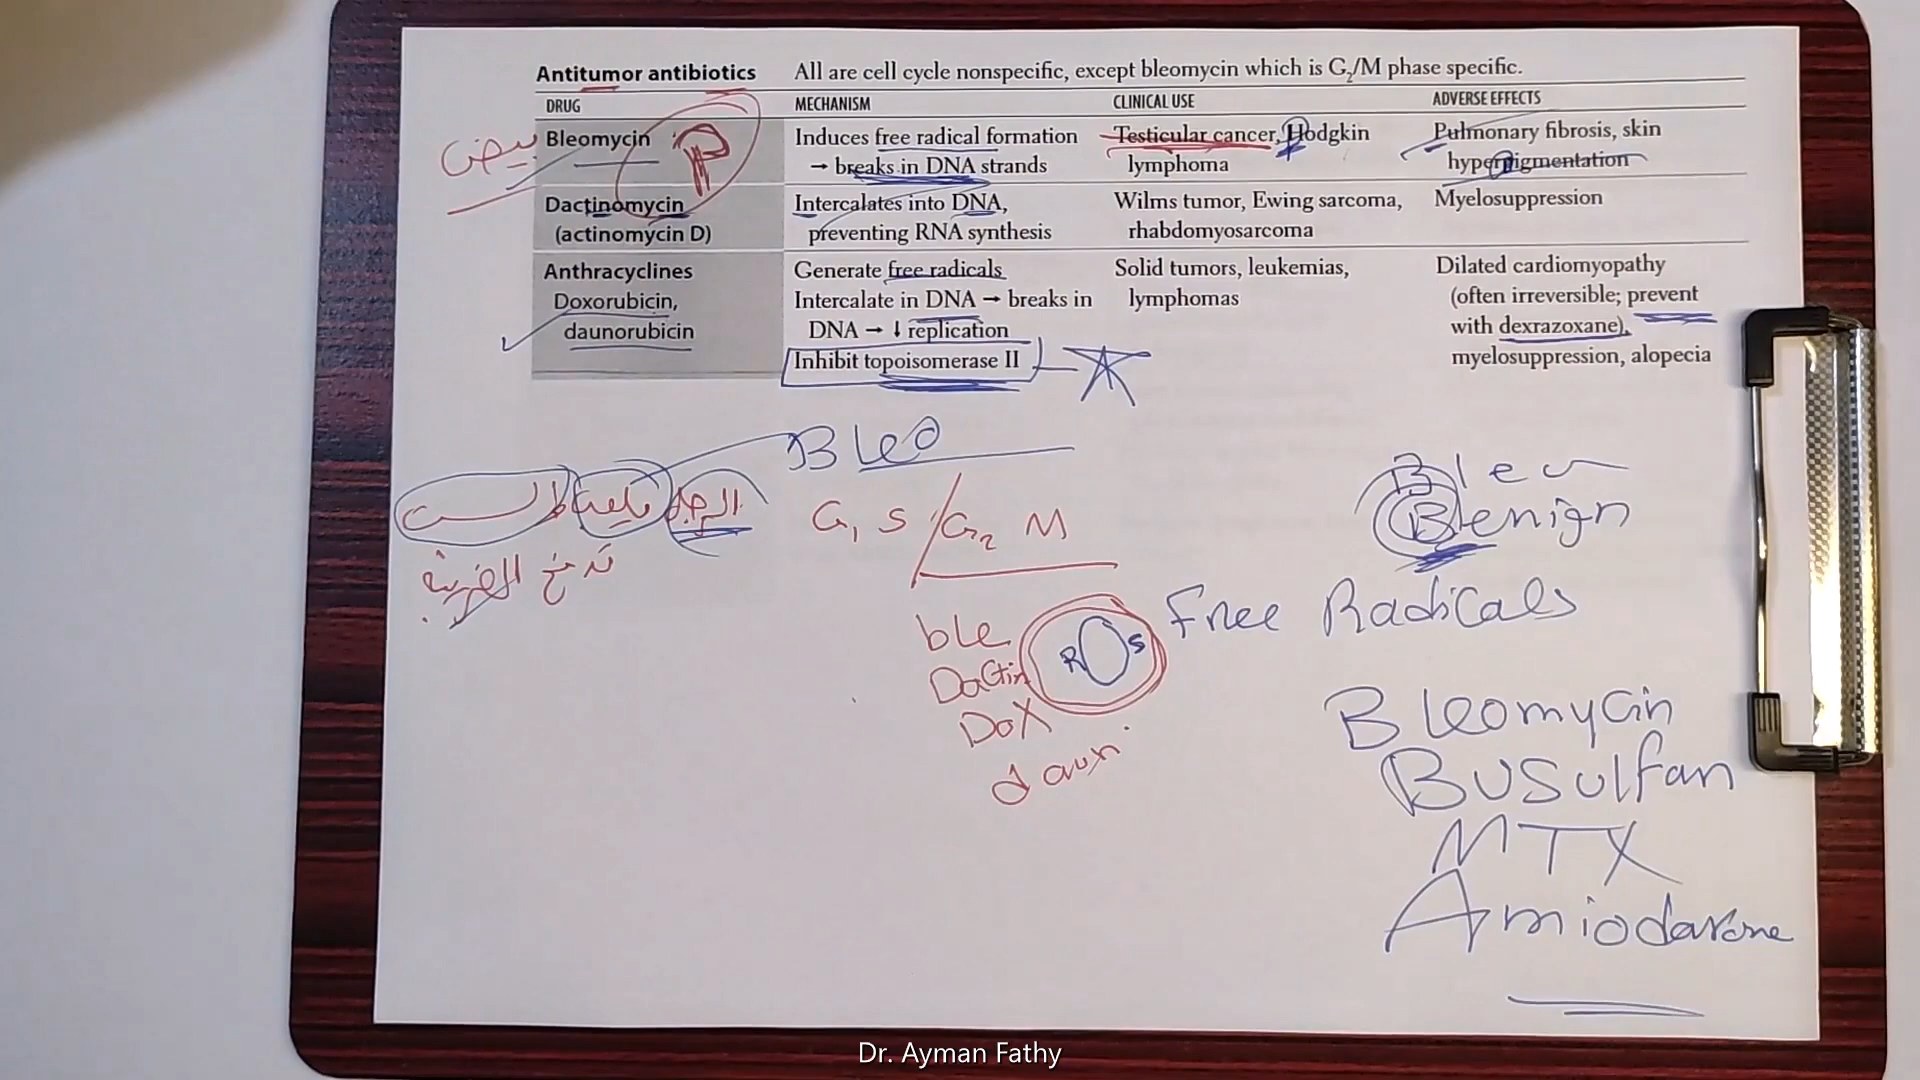 Antitumor antibiotics All are cell cycle nonspecific, except bleomycin which is G2/M phase specific.
DRUG MECHANISM CLINICAL USE ADVERSE EFFECTS
Bleomycin Induces free radical formation → breaks in DNA strands Testicular cancer, Hodgkin lymphoma Pulmonary fibrosis, skin hyperpigmentation
Dactinomycin (actinomycin D) Intercalates into DNA, preventing RNA synthesis Wilms tumor, Ewing sarcoma, rhabdomyosarcoma Myelosuppression
Anthracyclines
Doxorubicin,
daunorubicin
Generate free radicals
Intercalate in DNA → breaks in
DNA → ↓ replication
Inhibit topoisomerase II
Solid tumors, leukemias,
lymphomas
Dilated cardiomyopathy
(often irreversible; prevent
with dexrazoxane),
myelosuppression, alopecia
P
Bleo
G1 S / G2 M
Benign
Free Radicals
ble
Dactin
R S
DoX
daun
Bleomycin
Busulfan
MTX
Amiodarone
Dr. Ayman Fathy